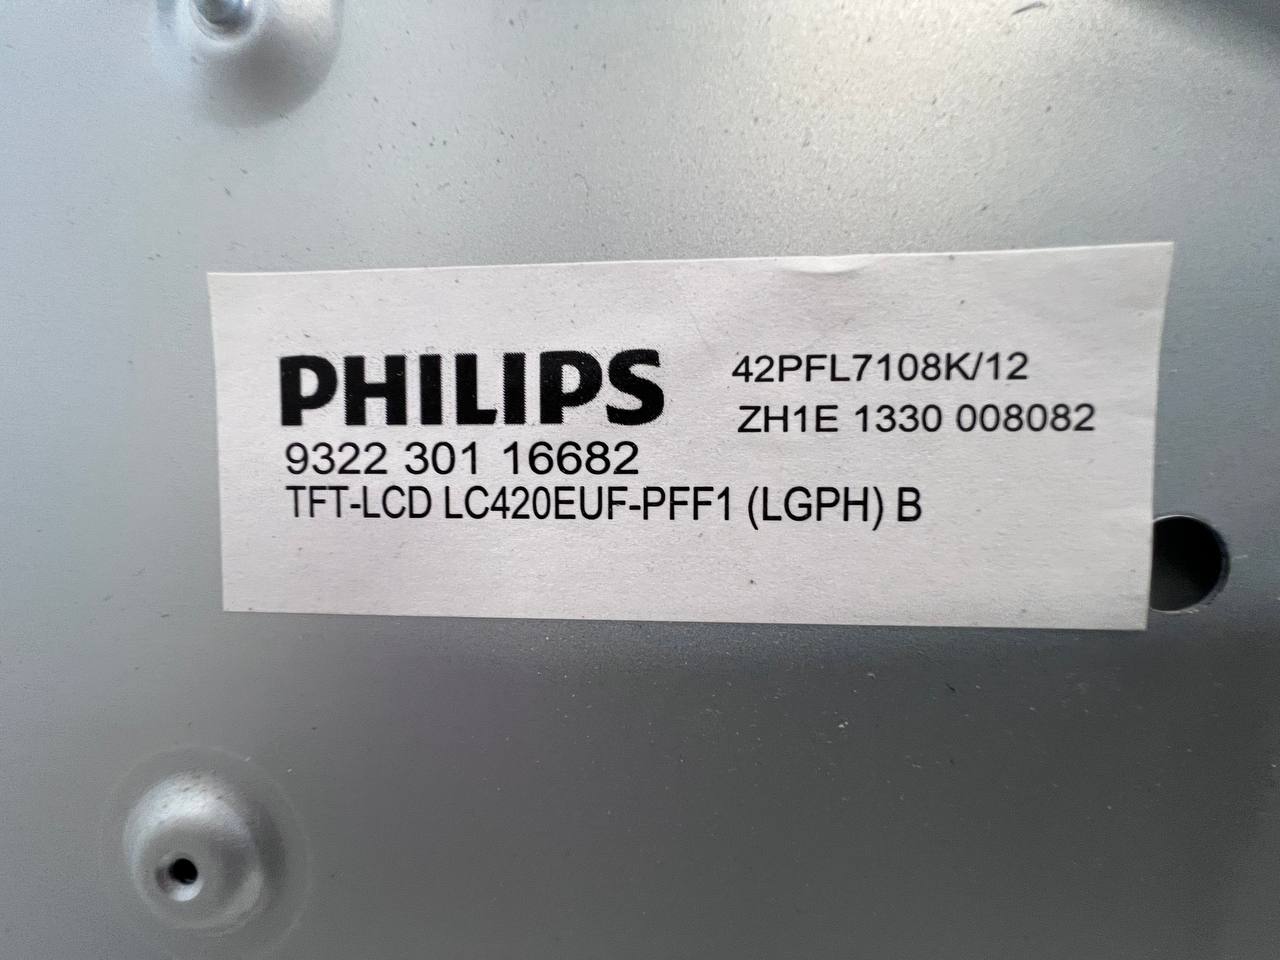 PHILIPS
42PFL7108K/12
ZH1E 1330 008082
9322 301 16682
TFT-LCD LC420EUF-PFF1 (LGPH) B